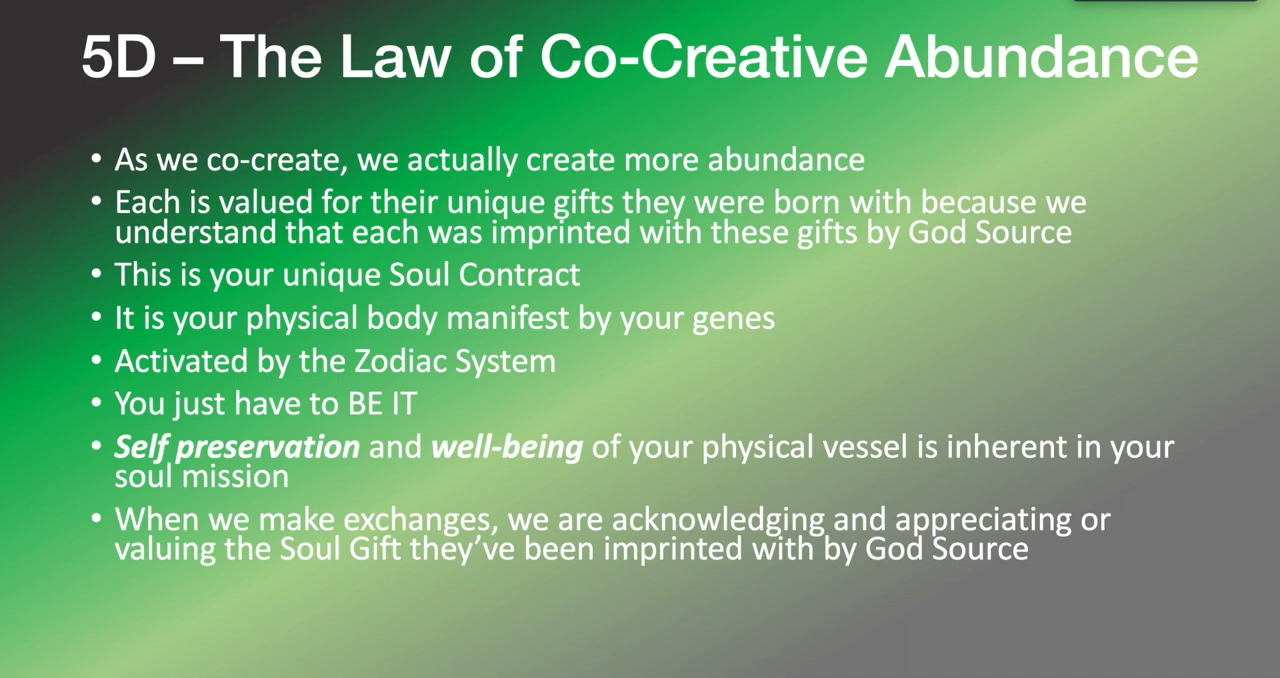 5D – The Law of Co-Creative Abundance
• As we co-create, we actually create more abundance
• Each is valued for their unique gifts they were born with because we
understand that each was imprinted with these gifts by God Source
• This is your unique Soul Contract
• It is your physical body manifest by your genes
• Activated by the Zodiac System
• You just have to BE IT
• Self preservation and well-being of your physical vessel is inherent in your
soul mission
• When we make exchanges, we are acknowledging and appreciating or
valuing the Soul Gift they’ve been imprinted with by God Source